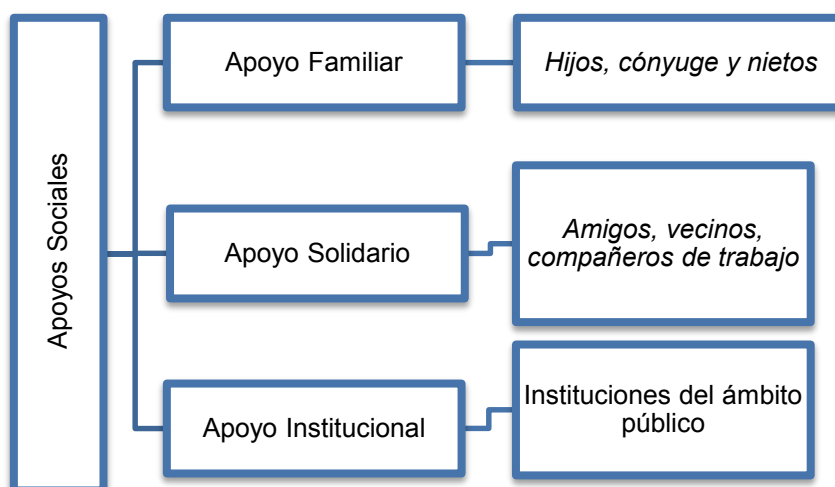 Apoyos Sociales
Apoyo Familiar
Hijos, cónyuge y nietos
Apoyo Solidario
Amigos, vecinos,
compañeros de trabajo
Apoyo Institucional
Instituciones del ámbito
público